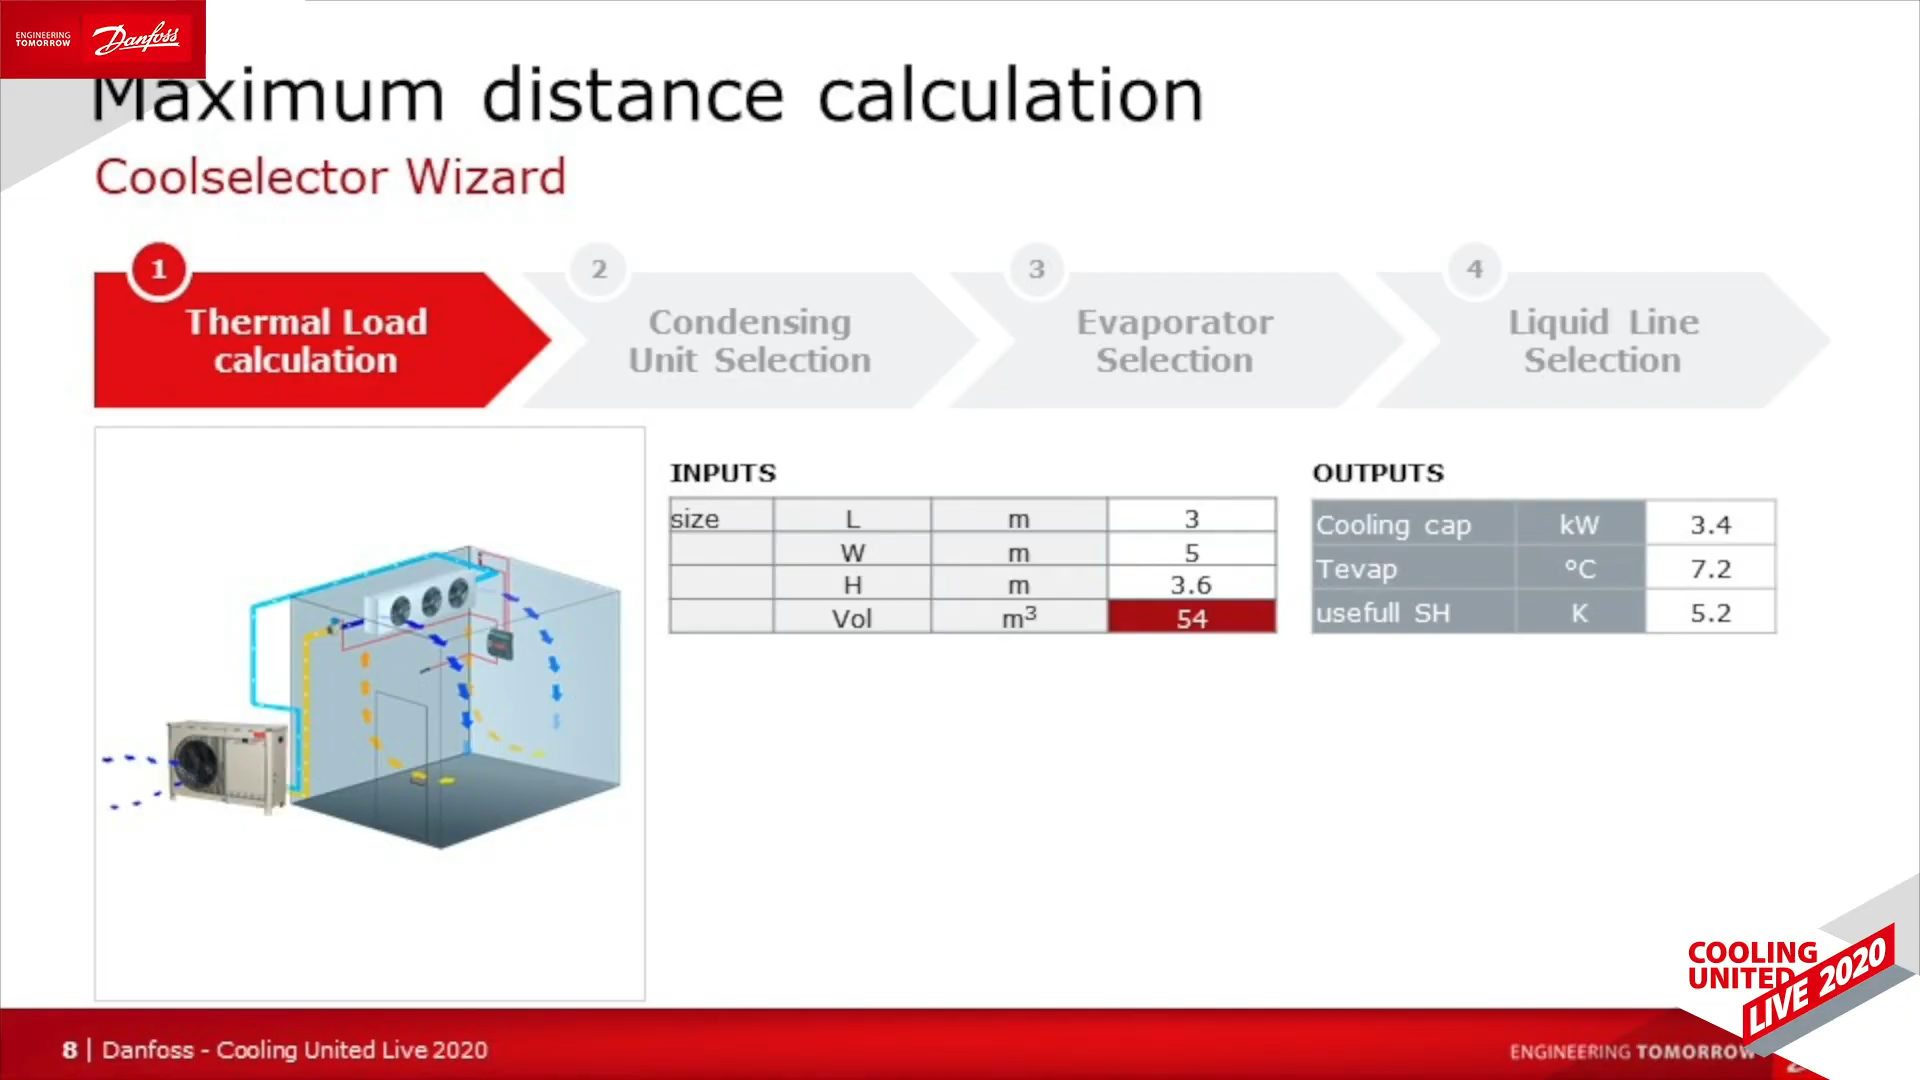 ENGINEERING
TOMORROW
Danfoss
Maximum distance calculation
Coolselector Wizard
1
Thermal Load
calculation
2
Condensing
Unit Selection
3
Evaporator
Selection
4
Liquid Line
Selection
INPUTS
size L m 3
W m 5
H m 3.6
Vol m³ 54
OUTPUTS
Cooling cap kW 3.4
Tevap °C 7.2
usefull SH K 5.2
COOLING
UNITED
LIVE 2020
8 | Danfoss - Cooling United Live 2020
ENGINEERING TOMORROW